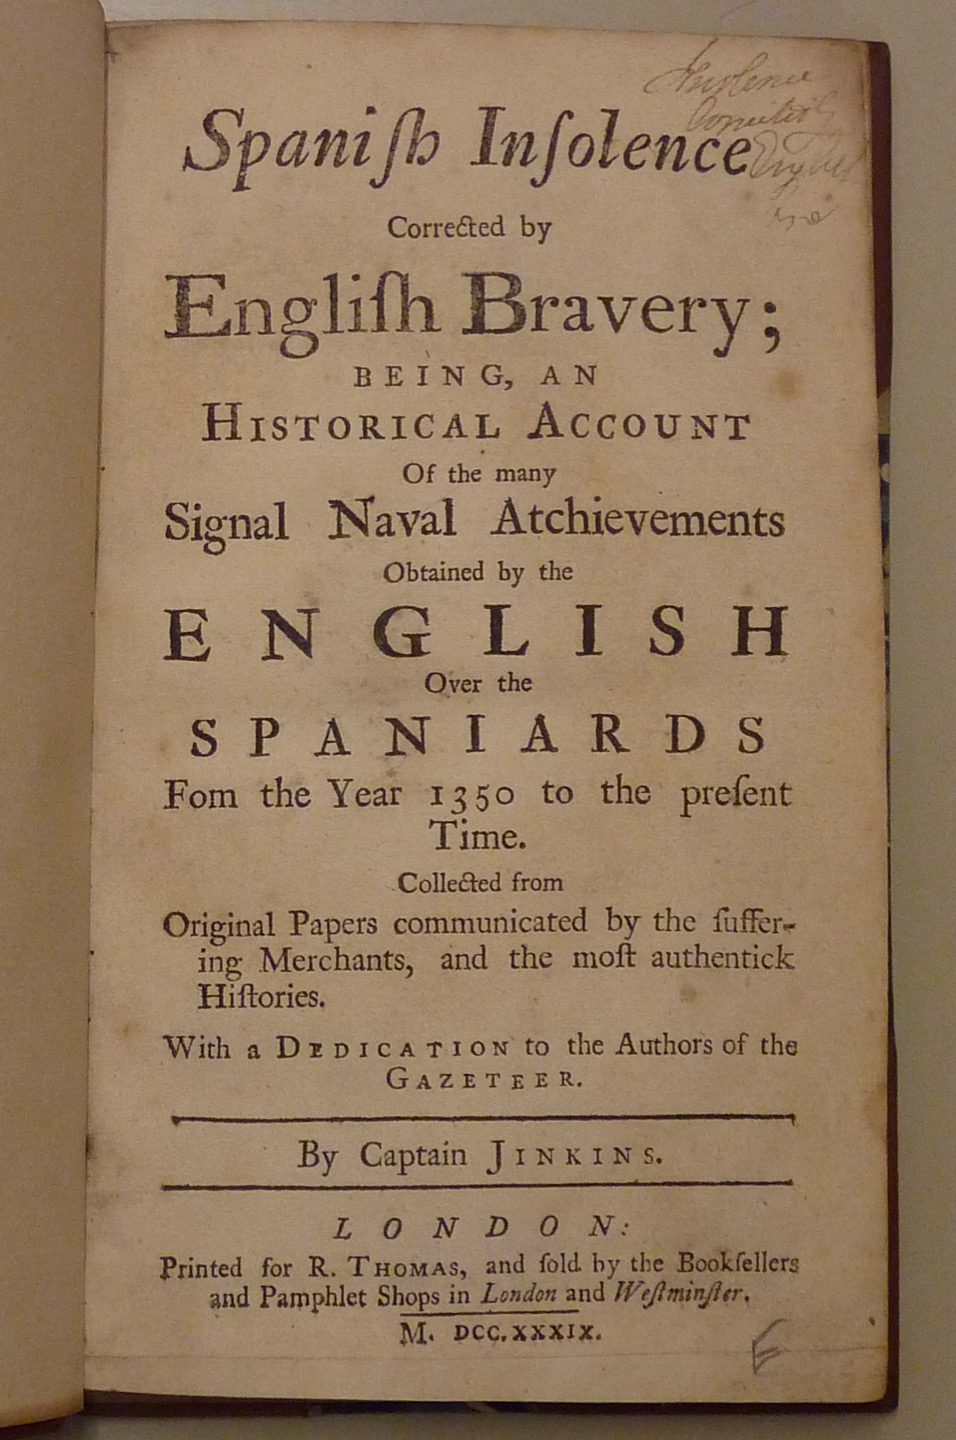 Spaniſh Inſolence
Corrected by
Engliſh Bravery;
BEING, AN
HISTORICAL ACCOUNT
Of the many
Signal Naval Atchievements
Obtained by the
ENGLISH
Over the
SPANIARDS
Fom the Year 1350 to the preſent
Time.
Collected from
Original Papers communicated by the ſuffer-
ing Merchants, and the moſt authentick
Hiſtories.
With a DEDICATION to the Authors of the
GAZETEER.
By Captain JINKINS.
LONDON:
Printed for R. THOMAS, and ſold by the Bookſellers
and Pamphlet Shops in London and Weſtminſter.
M. DCC.XXXIX.